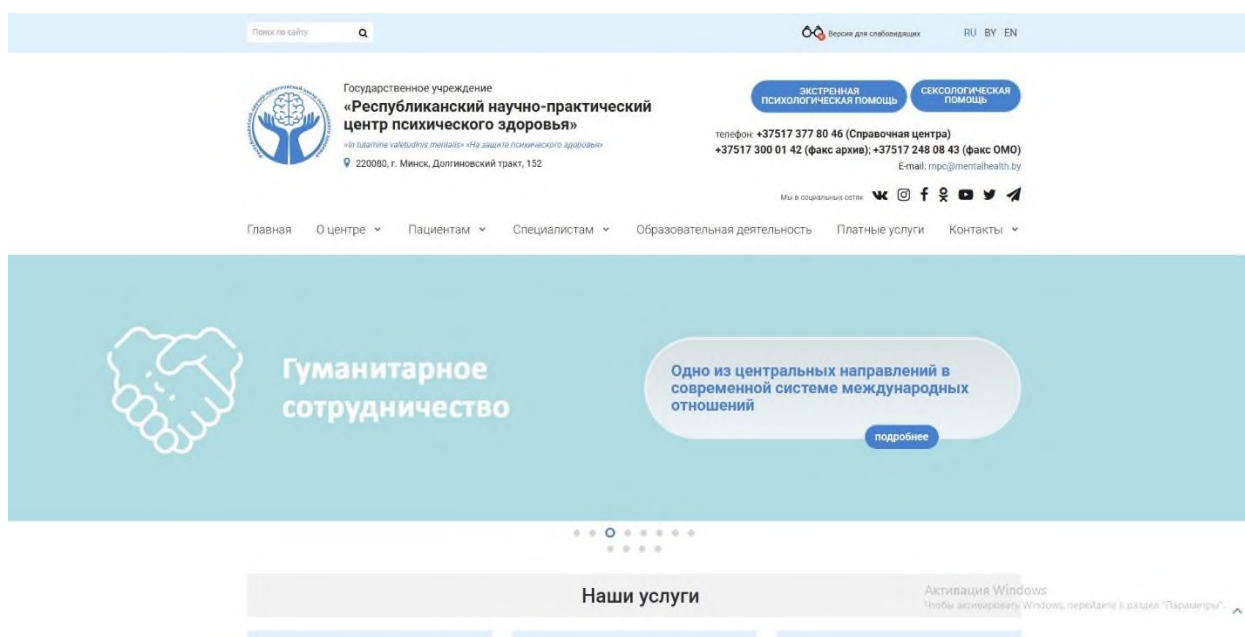 Поиск по сайту
Версия для слабовидящих
RU BY EN
Государственное учреждение
«Республиканский научно-практический
центр психического здоровья»
«In tutamine valetudinis mentalis» «На защите психического здоровья»
220080, г. Минск, Долгиновский тракт, 152
ЭКСТРЕННАЯ
ПСИХОЛОГИЧЕСКАЯ ПОМОЩЬ
СЕКСОЛОГИЧЕСКАЯ
ПОМОЩЬ
телефон: +37517 377 80 46 (Справочная центра)
+37517 300 01 42 (факс архив); +37517 248 08 43 (факс ОМО)
E-mail: mpc@mentalhealth.by
Мы в социальных сетях
Главная О центре Пациентам Специалистам Образовательная деятельность Платные услуги Контакты
Гуманитарное
сотрудничество
Одно из центральных направлений в
современной системе международных
отношений
подробнее
Наши услуги
Активация Windows
Чтобы активировать Windows, перейдите в раздел "Параметры".